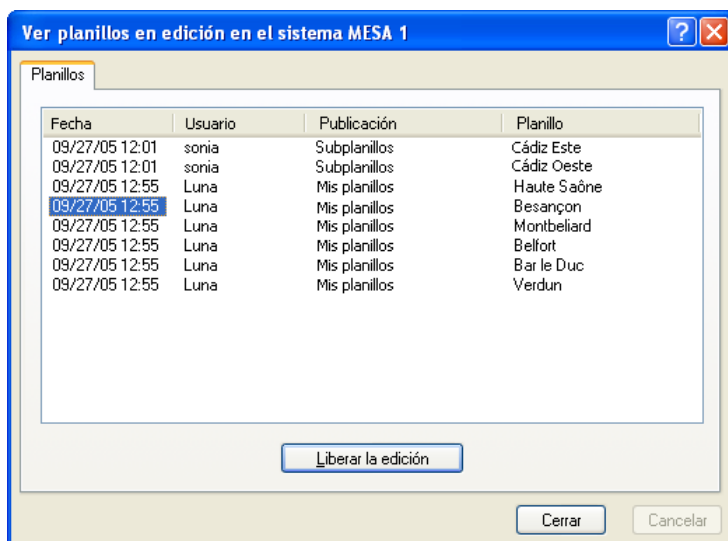 Ver planillos en edición en el sistema MESA 1
Planillos
Fecha Usuario Publicación Planillo
09/27/05 12:01 sonia Subplanillos Cádiz Este
09/27/05 12:01 sonia Subplanillos Cádiz Oeste
09/27/05 12:55 Luna Mis planillos Haute Saône
09/27/05 12:55 Luna Mis planillos Besançon
09/27/05 12:55 Luna Mis planillos Montbeliard
09/27/05 12:55 Luna Mis planillos Belfort
09/27/05 12:55 Luna Mis planillos Bar le Duc
09/27/05 12:55 Luna Mis planillos Verdun
Liberar la edición
Cerrar Cancelar